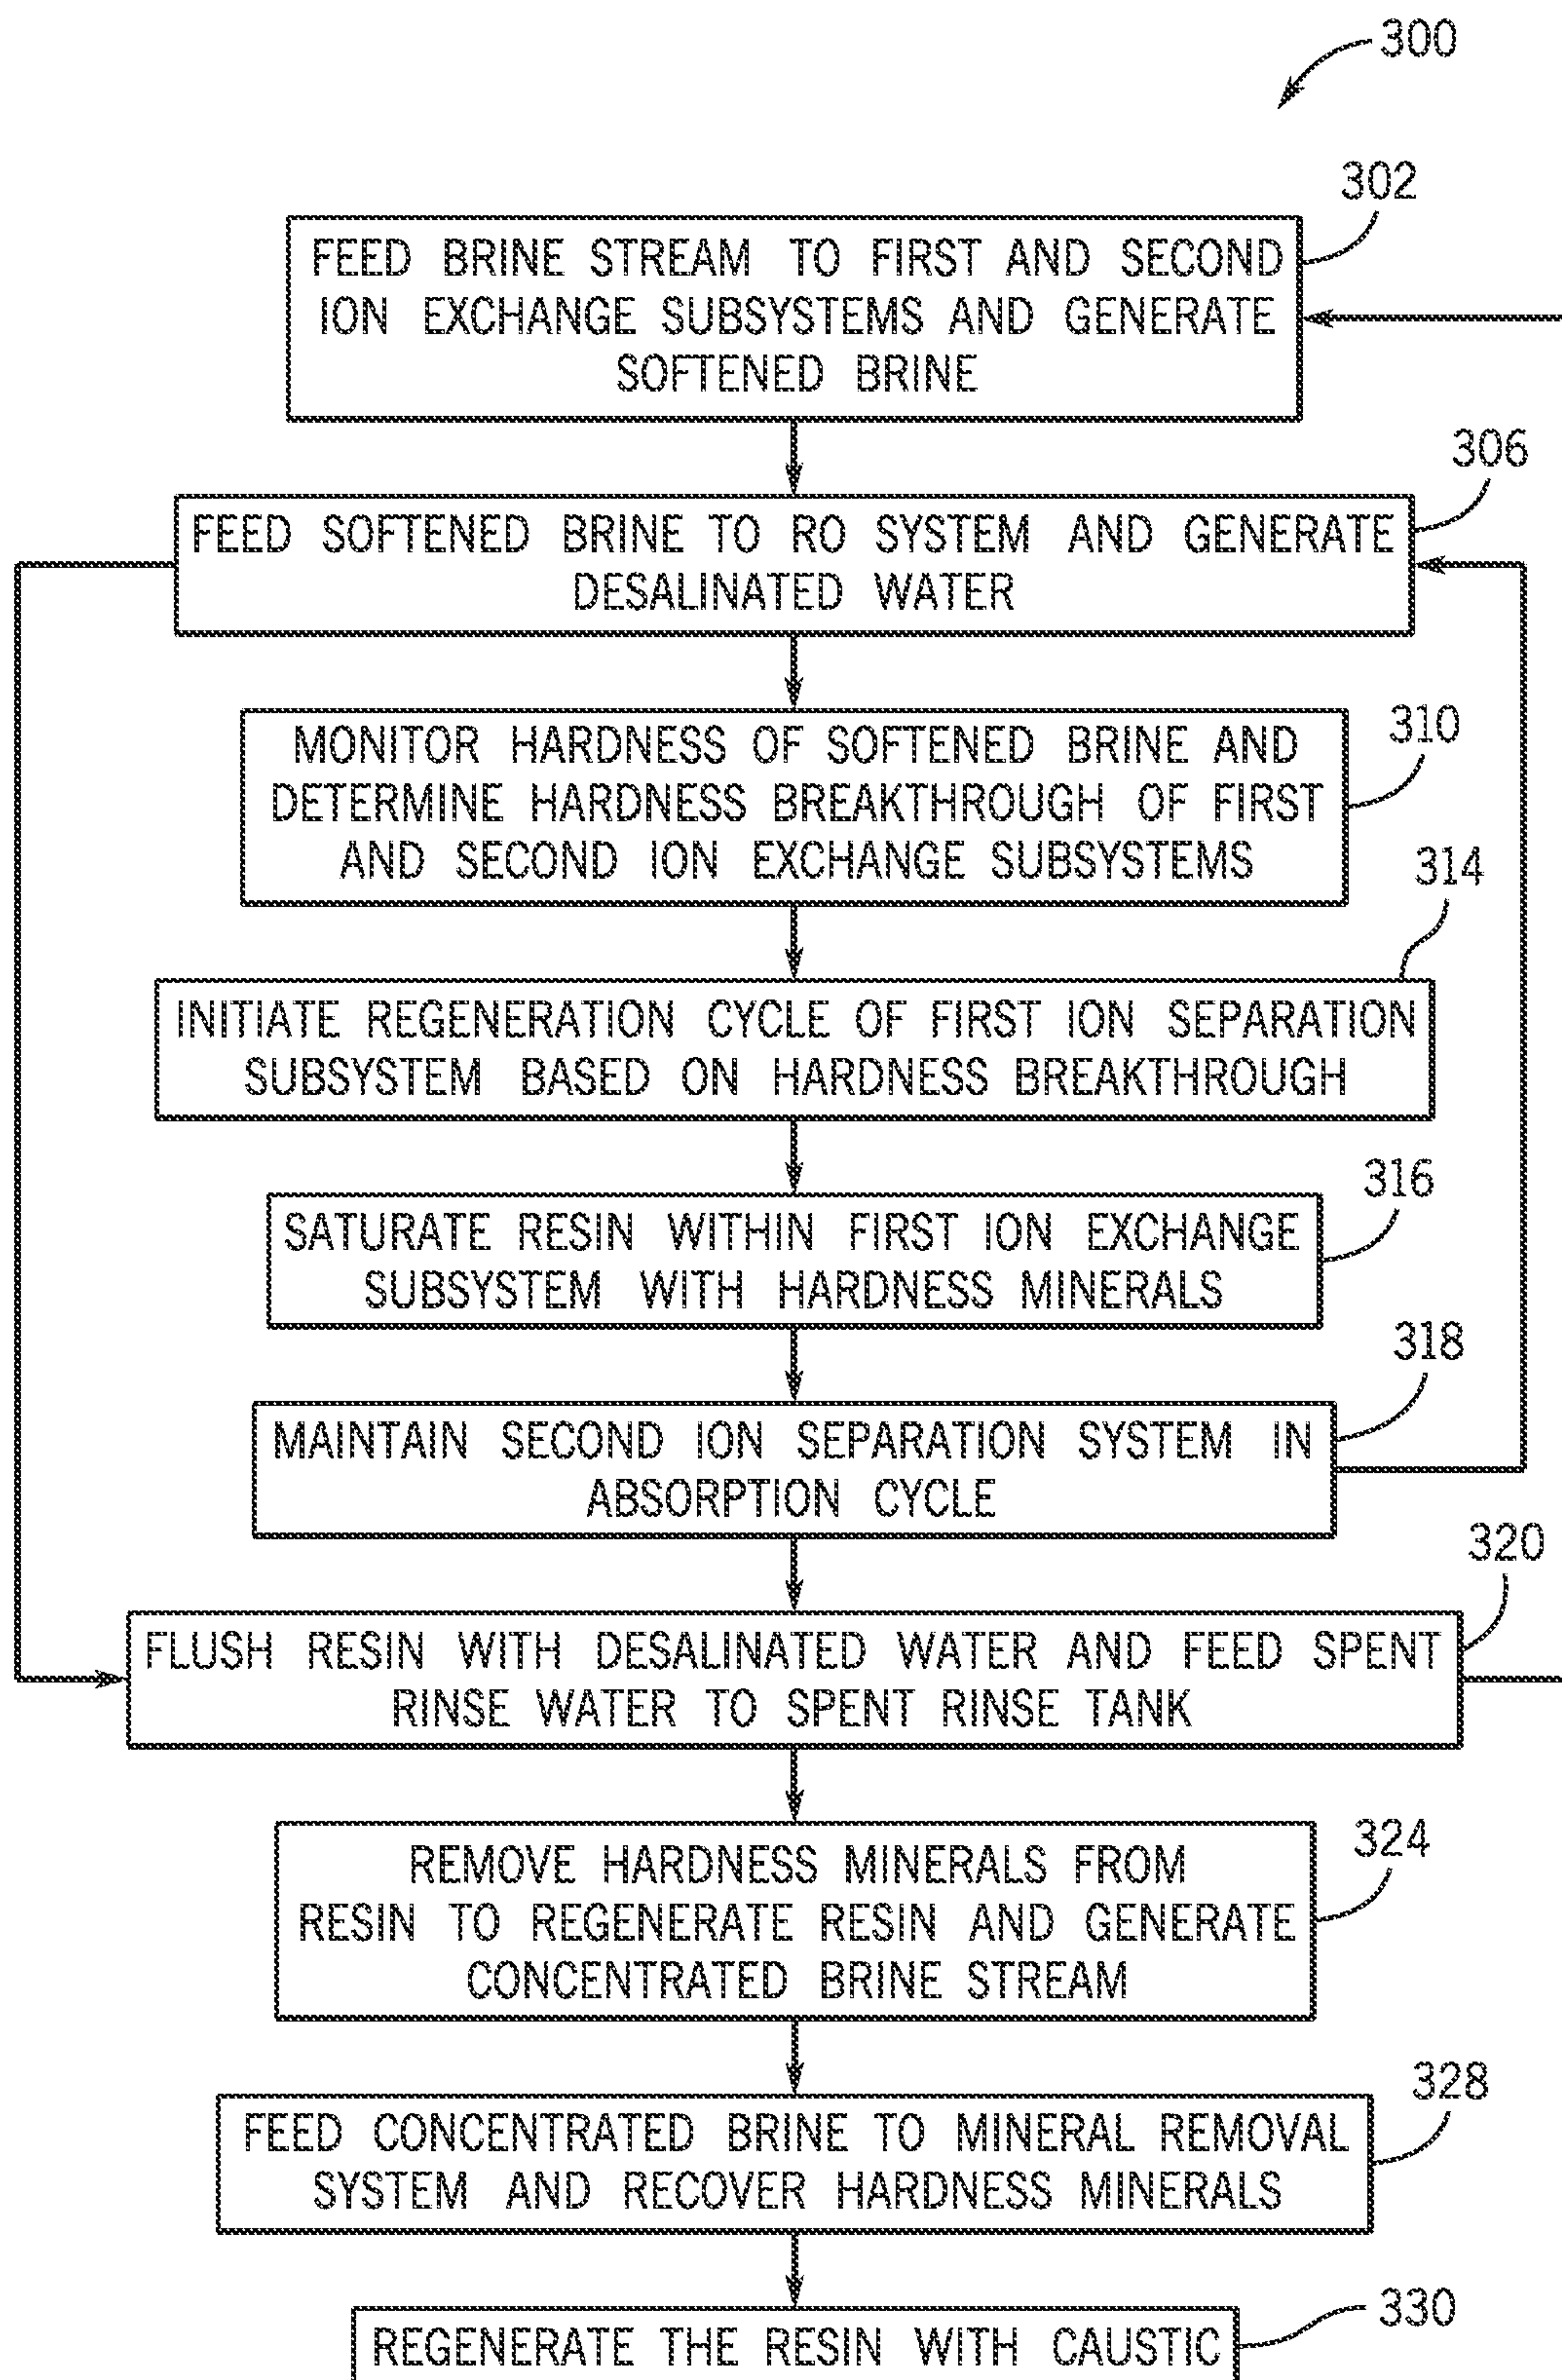 300
302
FEED BRINE STREAM TO FIRST AND SECOND
ION EXCHANGE SUBSYSTEMS AND GENERATE
SOFTENED BRINE
306
FEED SOFTENED BRINE TO RO SYSTEM AND GENERATE
DESALINATED WATER
310
MONITOR HARDNESS OF SOFTENED BRINE AND
DETERMINE HARDNESS BREAKTHROUGH OF FIRST
AND SECOND ION EXCHANGE SUBSYSTEMS
314
INITIATE REGENERATION CYCLE OF FIRST ION SEPARATION
SUBSYSTEM BASED ON HARDNESS BREAKTHROUGH
316
SATURATE RESIN WITHIN FIRST ION EXCHANGE
SUBSYSTEM WITH HARDNESS MINERALS
318
MAINTAIN SECOND ION SEPARATION SYSTEM IN
ABSORPTION CYCLE
320
FLUSH RESIN WITH DESALINATED WATER AND FEED SPENT
RINSE WATER TO SPENT RINSE TANK
324
REMOVE HARDNESS MINERALS FROM
RESIN TO REGENERATE RESIN AND GENERATE
CONCENTRATED BRINE STREAM
328
FEED CONCENTRATED BRINE TO MINERAL REMOVAL
SYSTEM AND RECOVER HARDNESS MINERALS
330
REGENERATE THE RESIN WITH CAUSTIC